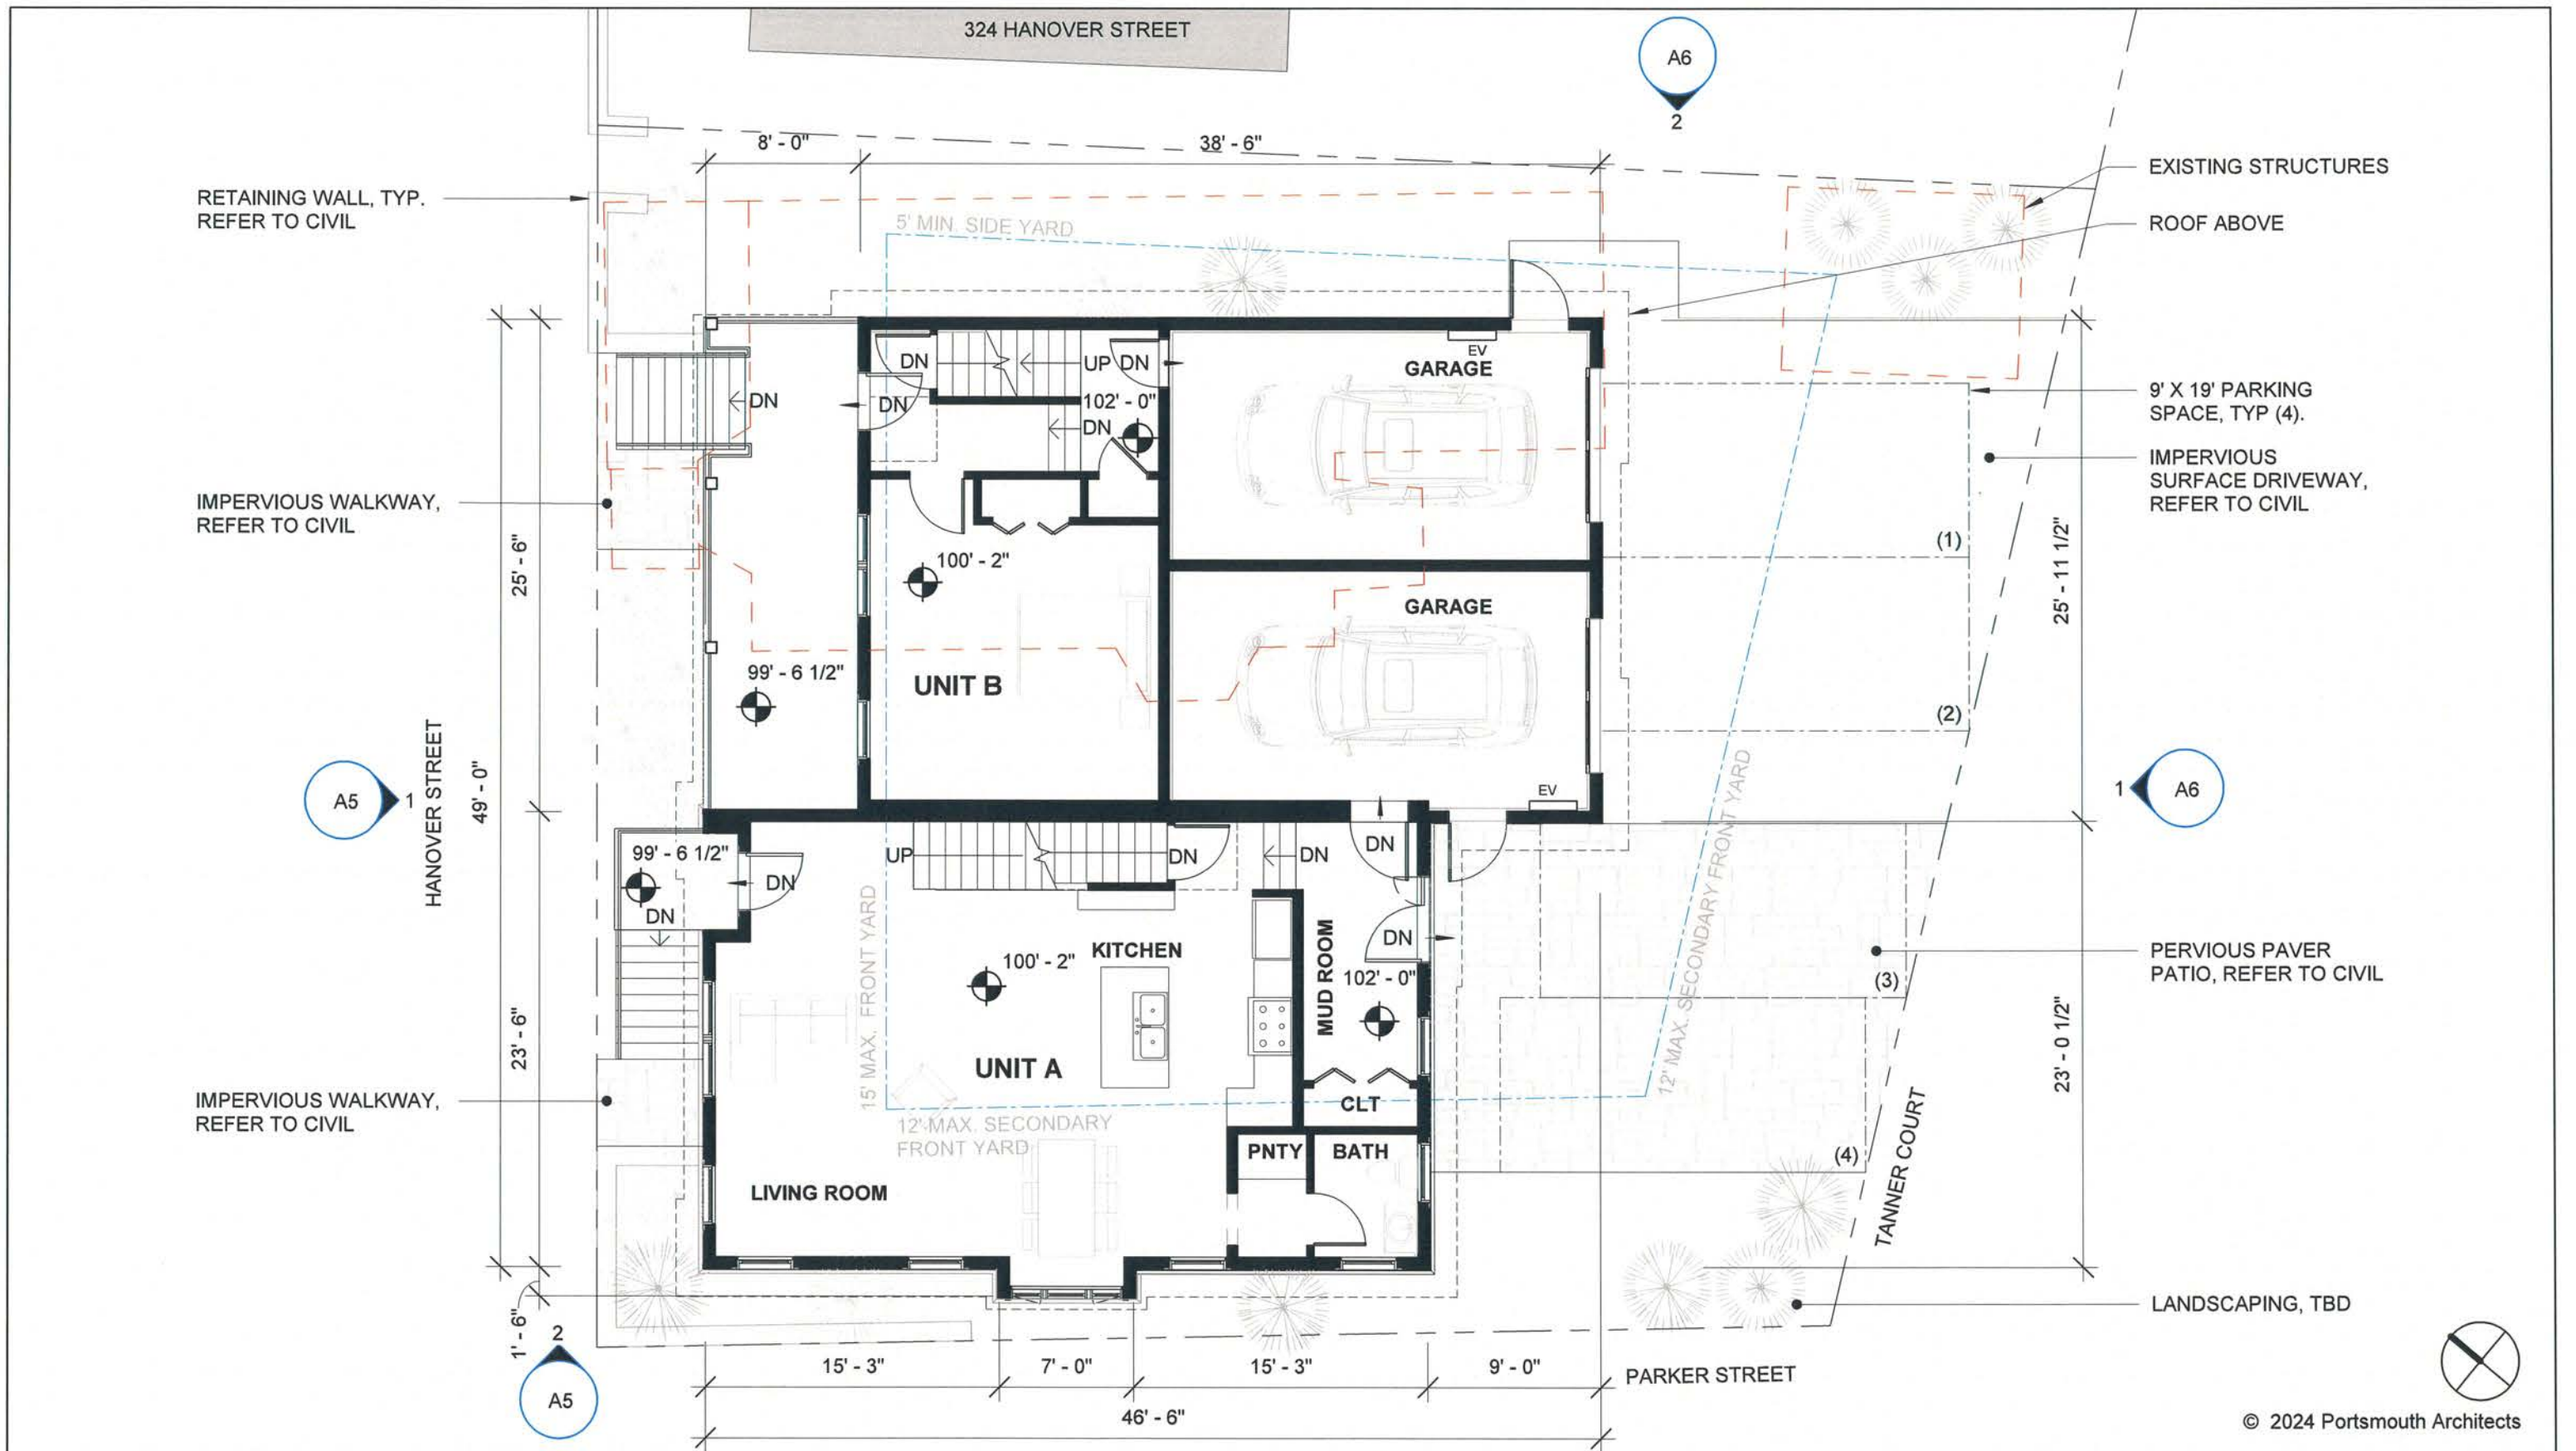 324 HANOVER STREET
A6
2
8' - 0"
38' - 6"
RETAINING WALL, TYP.
REFER TO CIVIL
EXISTING STRUCTURES
ROOF ABOVE
5' MIN. SIDE YARD
DN
UP
DN
EV
GARAGE
DN
DN
102' - 0"
DN
9' X 19' PARKING
SPACE, TYP (4).
IMPERVIOUS
SURFACE DRIVEWAY,
REFER TO CIVIL
IMPERVIOUS WALKWAY,
REFER TO CIVIL
25' - 6"
100' - 2"
(1)
25' - 11 1/2"
GARAGE
99' - 6 1/2"
UNIT B
(2)
HANOVER STREET
49' - 0"
A5
1
EV
1
A6
12' MAX. SECONDARY FRONT YARD
99' - 6 1/2"
DN
DN
UP
DN
DN
DN
15' MAX. FRONT YARD
100' - 2"
KITCHEN
MUD ROOM
DN
102' - 0"
PERVIOUS PAVER
PATIO, REFER TO CIVIL
(3)
23' - 6"
UNIT A
23' - 0 1/2"
IMPERVIOUS WALKWAY,
REFER TO CIVIL
12' MAX. SECONDARY
FRONT YARD
CLT
PNTY
BATH
(4)
TANNER COURT
LIVING ROOM
LANDSCAPING, TBD
1' - 6"
2
A5
15' - 3"
7' - 0"
15' - 3"
9' - 0"
PARKER STREET
46' - 6"
© 2024 Portsmouth Architects